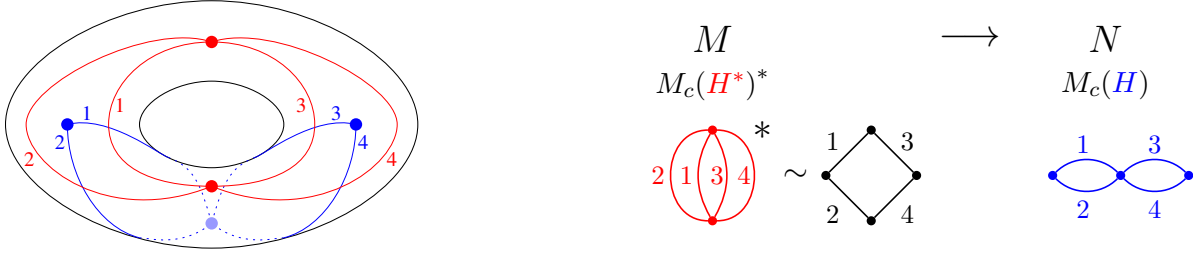 M ⟶ N
M_c(H*)* M_c(H)
1 3 1 3
2 4
2 4
2 1 3 4 * ∼ 1 3 1 3
2 4 2 4